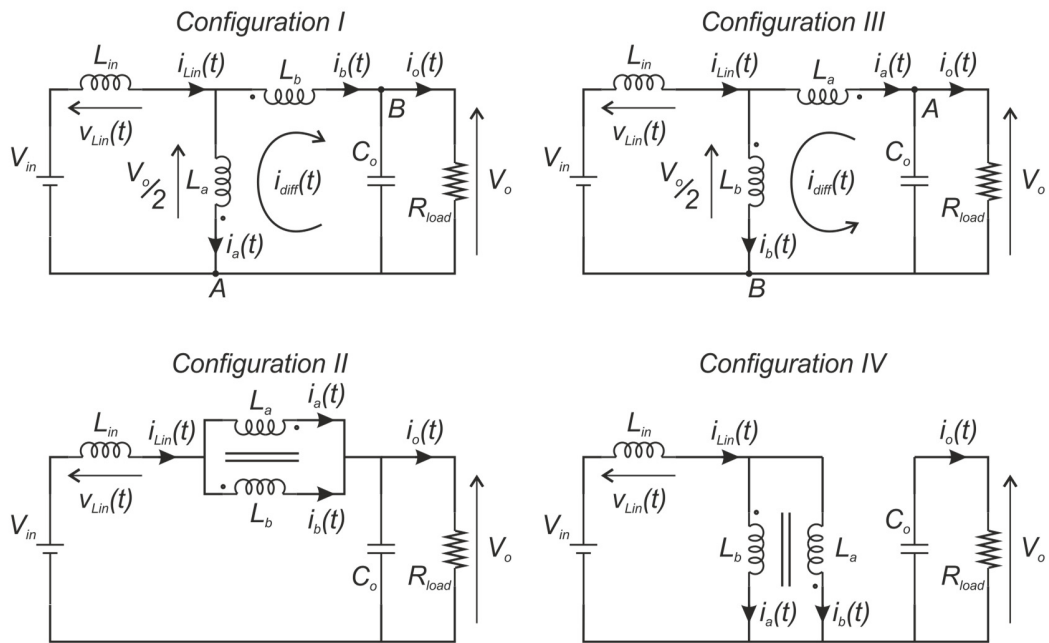 Configuration I
L_in
i_Lin(t)
L_b
i_b(t)
i_o(t)
B
v_Lin(t)
V_in
V_o/2
L_a
i_diff(t)
C_o
R_load
V_o
i_a(t)
A
Configuration III
L_in
i_Lin(t)
L_a
i_a(t)
i_o(t)
A
v_Lin(t)
V_in
V_o/2
L_b
i_diff(t)
C_o
R_load
V_o
i_b(t)
B
Configuration II
L_in
i_Lin(t)
L_a
i_a(t)
i_o(t)
v_Lin(t)
L_b
i_b(t)
V_in
C_o
R_load
V_o
Configuration IV
L_in
i_Lin(t)
i_o(t)
v_Lin(t)
V_in
L_b
L_a
C_o
R_load
V_o
i_a(t)
i_b(t)